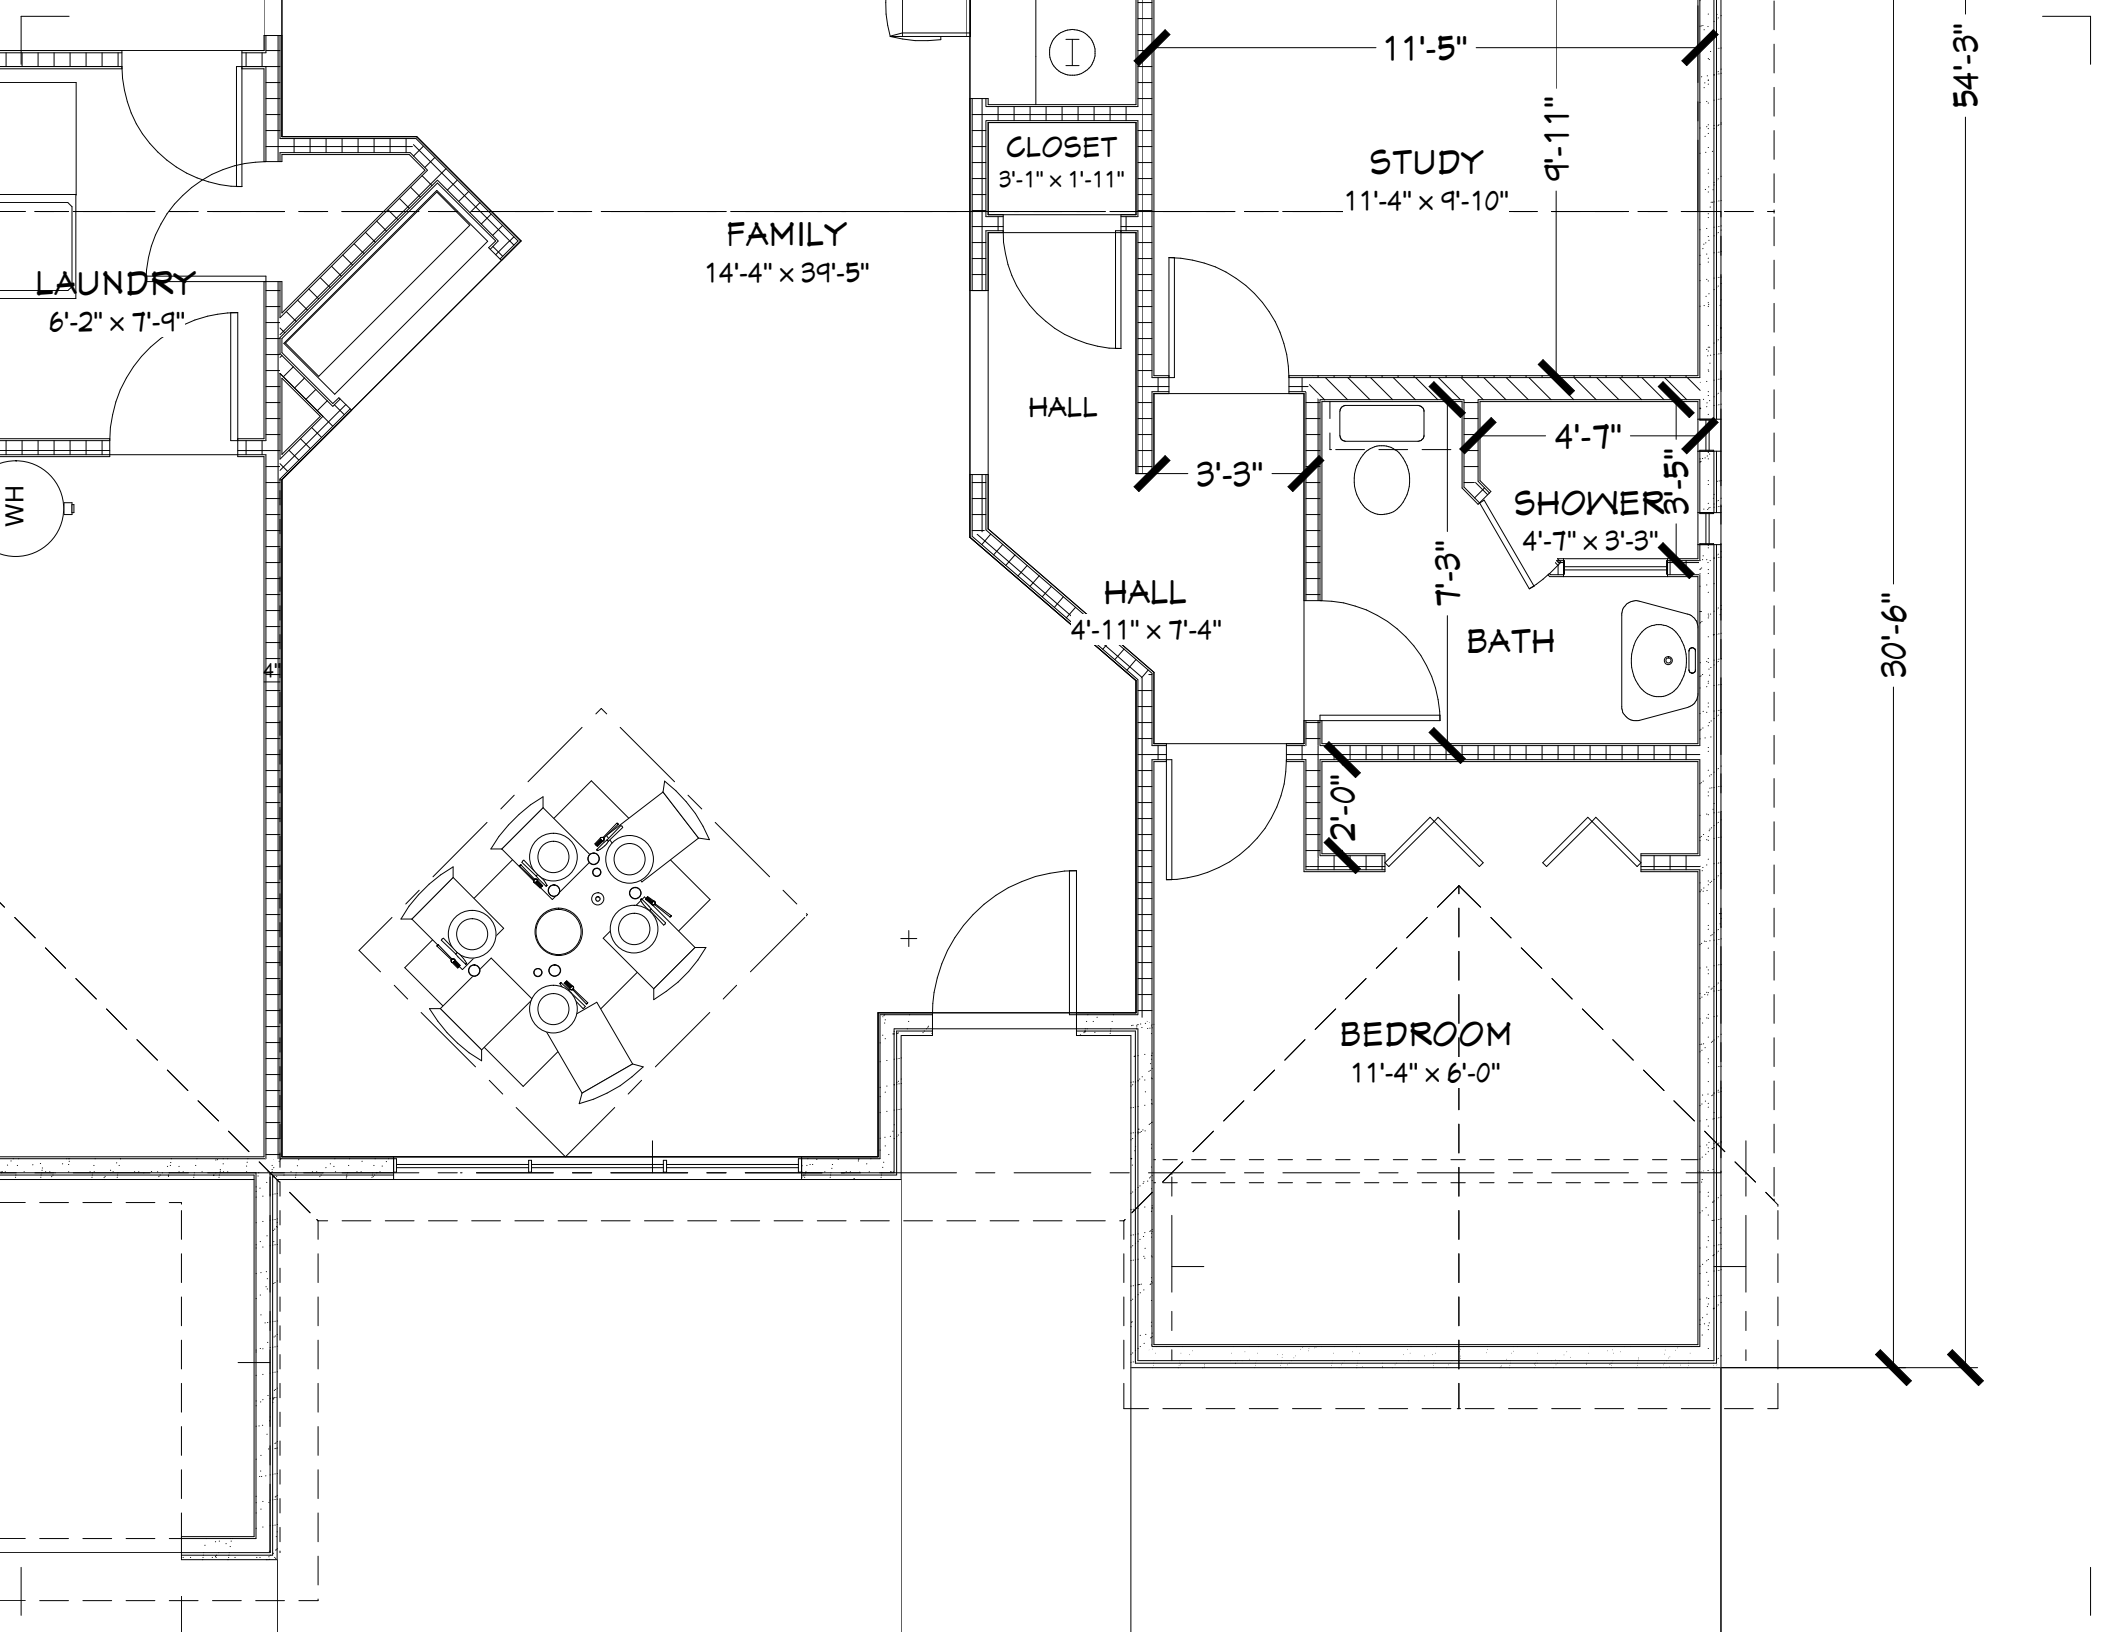 11'-5"
54'-3"
9'-11"
CLOSET
3'-1" x 1'-11"
STUDY
11'-4" x 9'-10"
FAMILY
14'-4" x 39'-5"
LAUNDRY
6'-2" x 7'-9"
HALL
4'-7"
3'-3"
3'-5"
SHOWER
4'-7" x 3'-3"
WH
7'-3"
HALL
4'-11" x 7'-4"
BATH
30'-6"
4"
2'-0"
BEDROOM
11'-4" x 6'-0"